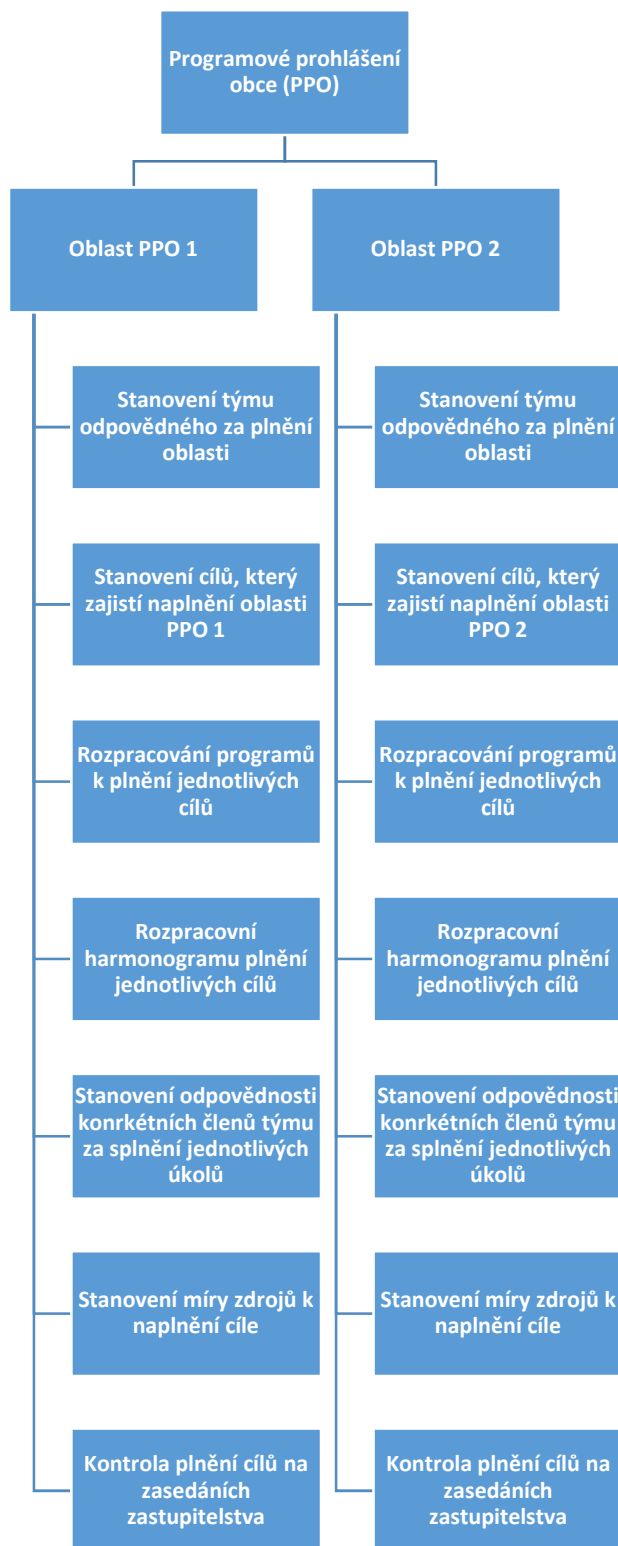 Programové prohlášení
obce (PPO)
Oblast PPO 1
Oblast PPO 2
Stanovení týmu
odpovědného za plnění
oblasti
Stanovení cílů, který
zajistí naplnění oblasti
PPO 1
Rozpracování programů
k plnění jednotlivých
cílů
Rozpracovní
harmonogramu plnění
jednotlivých cílů
Stanovení odpovědnosti
konrkétních členů týmu
za splnění jednotlivých
úkolů
Stanovení míry zdrojů k
naplnění cíle
Kontrola plnění cílů na
zasedáních
zastupitelstva
Stanovení týmu
odpovědného za plnění
oblasti
Stanovení cílů, který
zajistí naplnění oblasti
PPO 2
Rozpracování programů
k plnění jednotlivých
cílů
Rozpracovní
harmonogramu plnění
jednotlivých cílů
Stanovení odpovědnosti
konrkétních členů týmu
za splnění jednotlivých
úkolů
Stanovení míry zdrojů k
naplnění cíle
Kontrola plnění cílů na
zasedáních
zastupitelstva